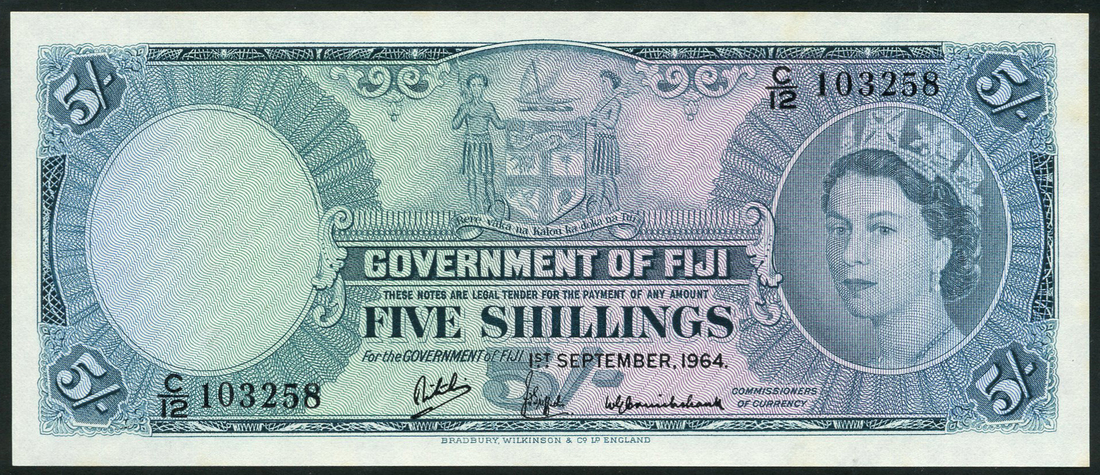 5/-
C/12 103258
5/-
Rere vaka na Kalou ka doka na Tui
GOVERNMENT OF FIJI
THESE NOTES ARE LEGAL TENDER FOR THE PAYMENT OF ANY AMOUNT
FIVE SHILLINGS
For the GOVERNMENT of FIJI 1ST SEPTEMBER, 1964.
5/-
C/12 103258
5/-
COMMISSIONERS
OF CURRENCY
5/-
BRADBURY, WILKINSON & Co LD ENGLAND